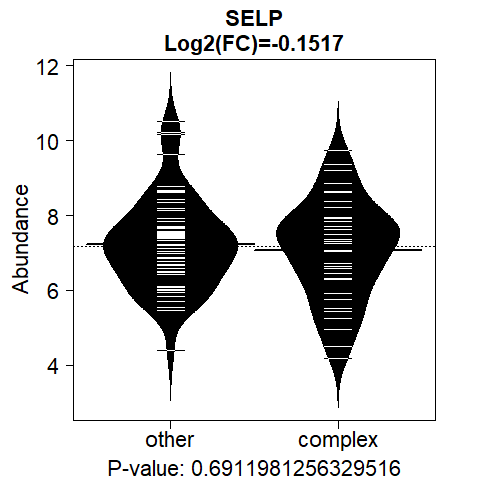 SELP
Log2(FC)=-0.1517
12
10
8
6
4
Abundance
other complex
P-value: 0.6911981256329516